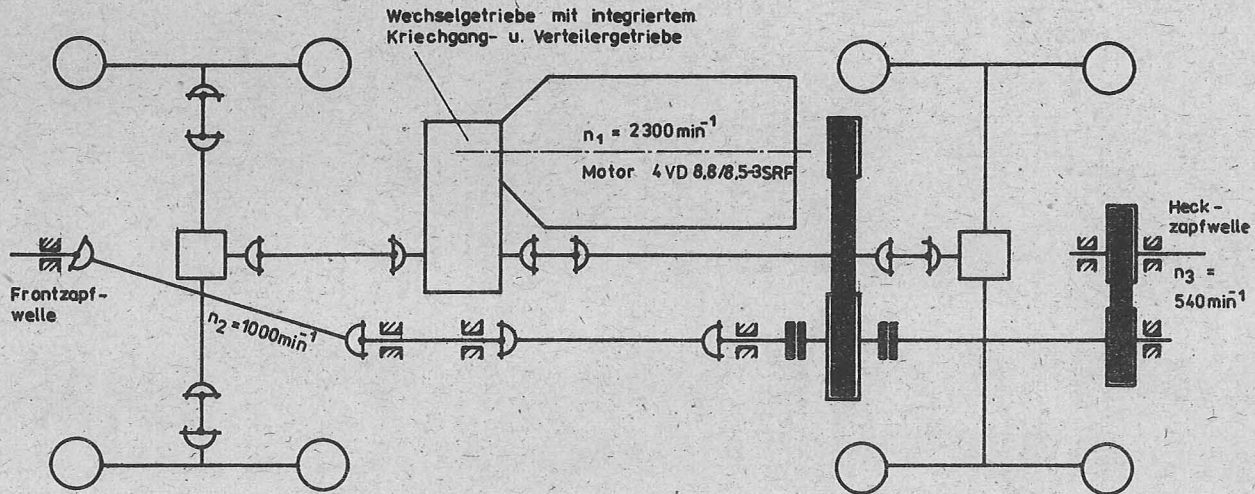 Wechselgetriebe mit integriertem
Kriechgang- u. Verteilergetriebe
n₁ = 2300 min⁻¹
Motor 4 VD 8,8/8,5-3SRF
Heck-
zapfwelle
n₃ =
540 min⁻¹
Frontzapf-
welle
n₂ = 1000 min⁻¹